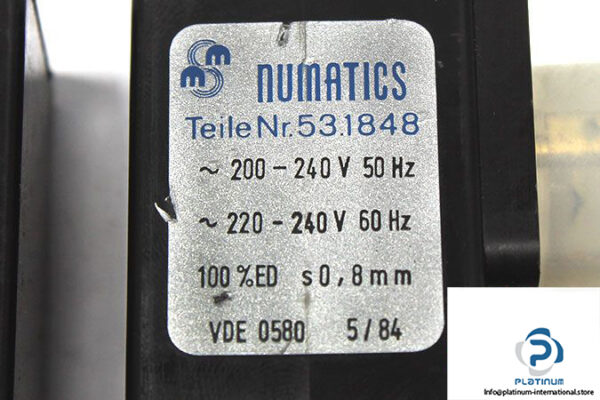 NUMATICS
Teile Nr. 53.1848
~ 200 - 240 V 50 Hz
~ 220 - 240 V 60 Hz
100 %ED s 0,8 mm
VDE 0580 5/84
PLATINUM
Info@platinum-international.store